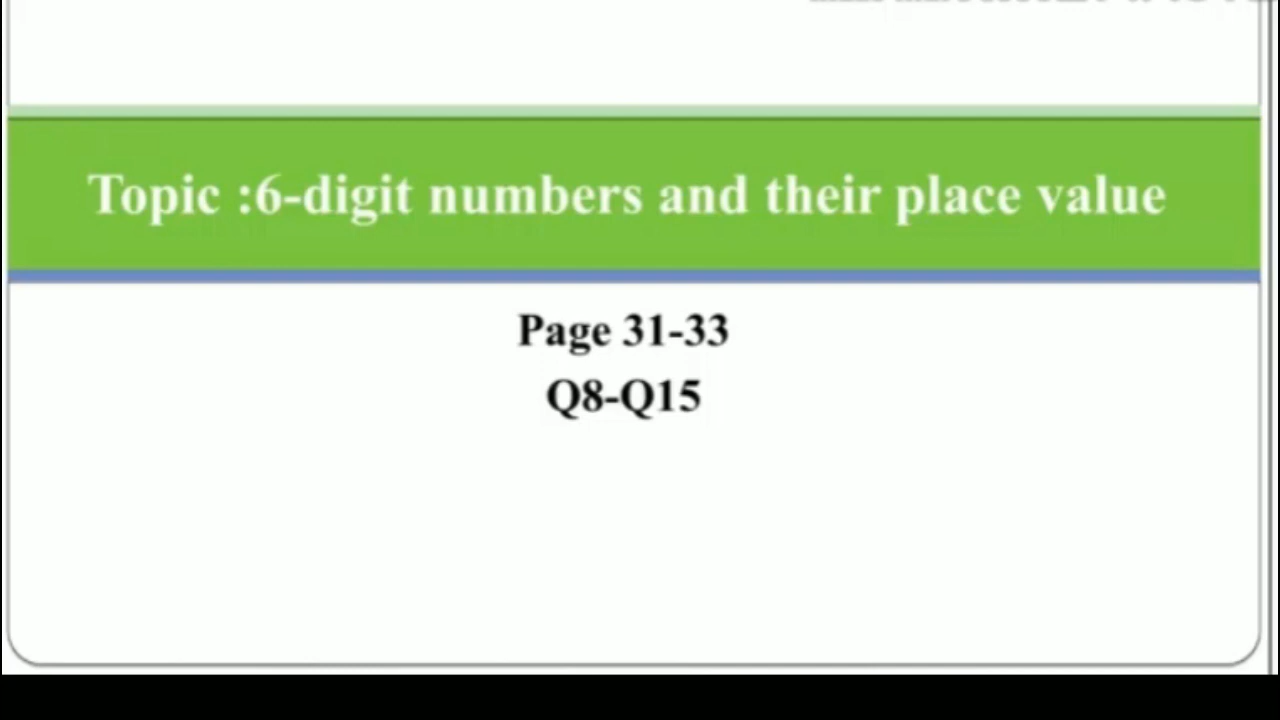 Topic :6-digit numbers and their place value
Page 31-33
Q8-Q15